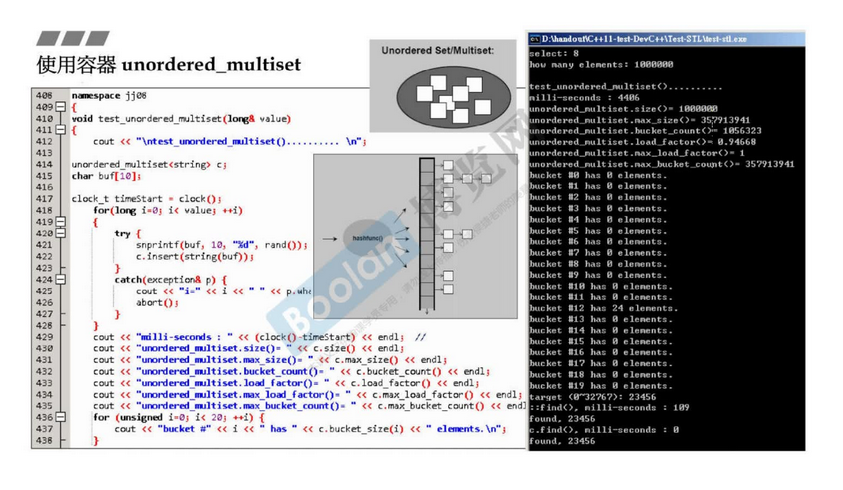 使用容器 unordered_multiset
Unordered Set/Multiset:
408 namespace jj08
409 {
410 void test_unordered_multiset(long& value)
411 {
412 cout << "\ntest_unordered_multiset().......... \n";
413
414 unordered_multiset<string> c;
415 char buf[10];
416
417 clock_t timeStart = clock();
418 for(long i=0; i< value; ++i)
419 {
420 try {
421 snprintf(buf, 10, "%d", rand());
422 c.insert(string(buf));
423 }
424 catch(exception& p) {
425 cout << "i=" << i << " " << p.wha
426 abort();
427 }
428 }
429 cout << "milli-seconds : " << (clock()-timeStart) << endl; //
430 cout << "unordered_multiset.size()= " << c.size() << endl;
431 cout << "unordered_multiset.max_size()= " << c.max_size() << endl;
432 cout << "unordered_multiset.bucket_count()= " << c.bucket_count() << endl;
433 cout << "unordered_multiset.load_factor()= " << c.load_factor() << endl;
434 cout << "unordered_multiset.max_load_factor()= " << c.max_load_factor() << endl;
435 cout << "unordered_multiset.max_bucket_count()= " << c.max_bucket_count() << endl
436 for (unsigned i=0; i< 20; ++i) {
437 cout << "bucket #" << i << " has " << c.bucket_size(i) << " elements.\n";
438 }
hashfunc()
Boolan
博览网
D:\handout\C++11-test-DevC++\Test-STL\test-stl.exe
select: 8
how many elements: 1000000
test_unordered_multiset()..........
milli-seconds : 4406
unordered_multiset.size()= 1000000
unordered_multiset.max_size()= 357913941
unordered_multiset.bucket_count()= 1056323
unordered_multiset.load_factor()= 0.94668
unordered_multiset.max_load_factor()= 1
unordered_multiset.max_bucket_count()= 357913941
bucket #0 has 0 elements.
bucket #1 has 0 elements.
bucket #2 has 0 elements.
bucket #3 has 0 elements.
bucket #4 has 0 elements.
bucket #5 has 0 elements.
bucket #6 has 0 elements.
bucket #7 has 0 elements.
bucket #8 has 0 elements.
bucket #9 has 0 elements.
bucket #10 has 0 elements.
bucket #11 has 0 elements.
bucket #12 has 24 elements.
bucket #13 has 0 elements.
bucket #14 has 0 elements.
bucket #15 has 0 elements.
bucket #16 has 0 elements.
bucket #17 has 0 elements.
bucket #18 has 0 elements.
bucket #19 has 0 elements.
target (0~32767): 23456
::find(), milli-seconds : 109
found, 23456
c.find(), milli-seconds : 0
found, 23456